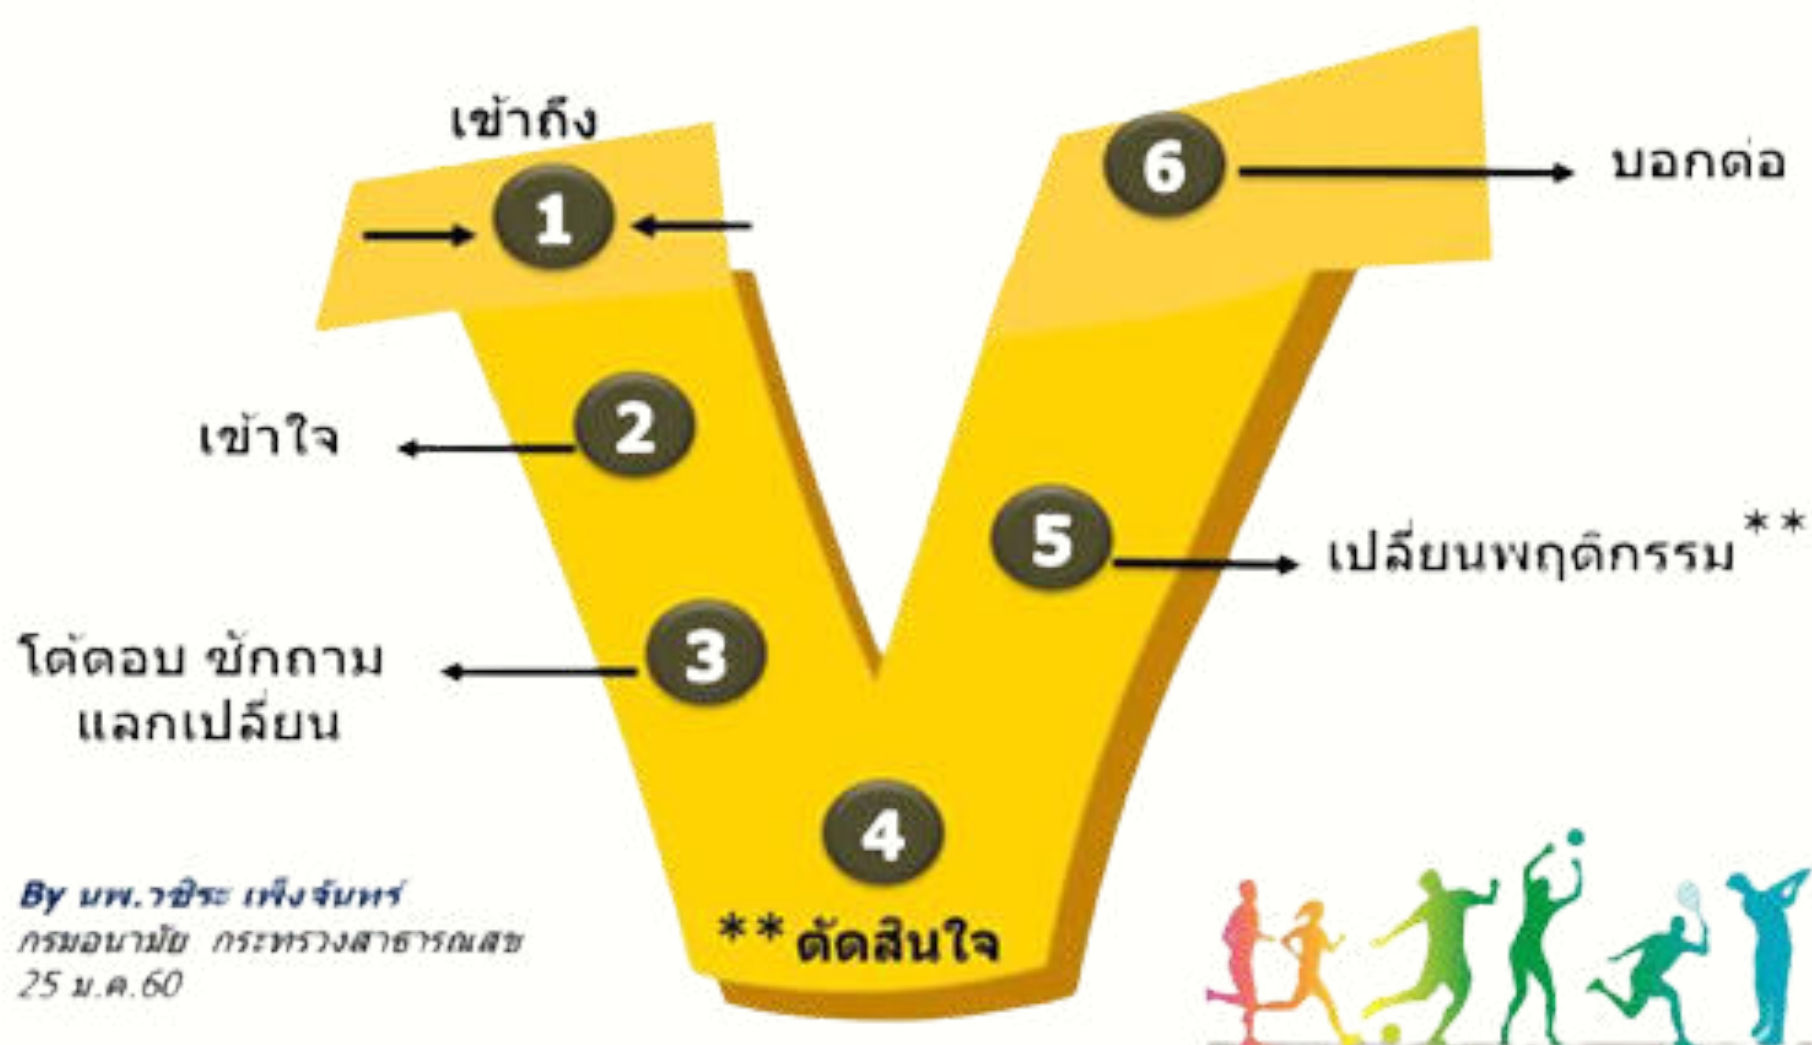 เข้าถึง
1
6
บอกต่อ
2
เข้าใจ
5
เปลี่ยนพฤติกรรม**
3
โต้ตอบ ซักถาม
แลกเปลี่ยน
4
**ตัดสินใจ
By นพ.วชิระ เพ็งจันทร์
กรมอนามัย กระทรวงสาธารณสุข
25 ม.ค.60